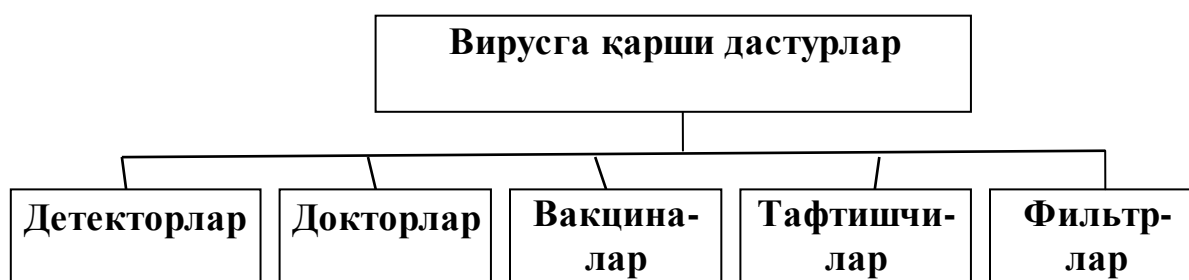 Вирусга қарши дастурлар
Детекторлар
Докторлар
Вакцина-
лар
Тафтишчи-
лар
Фильтр-
лар